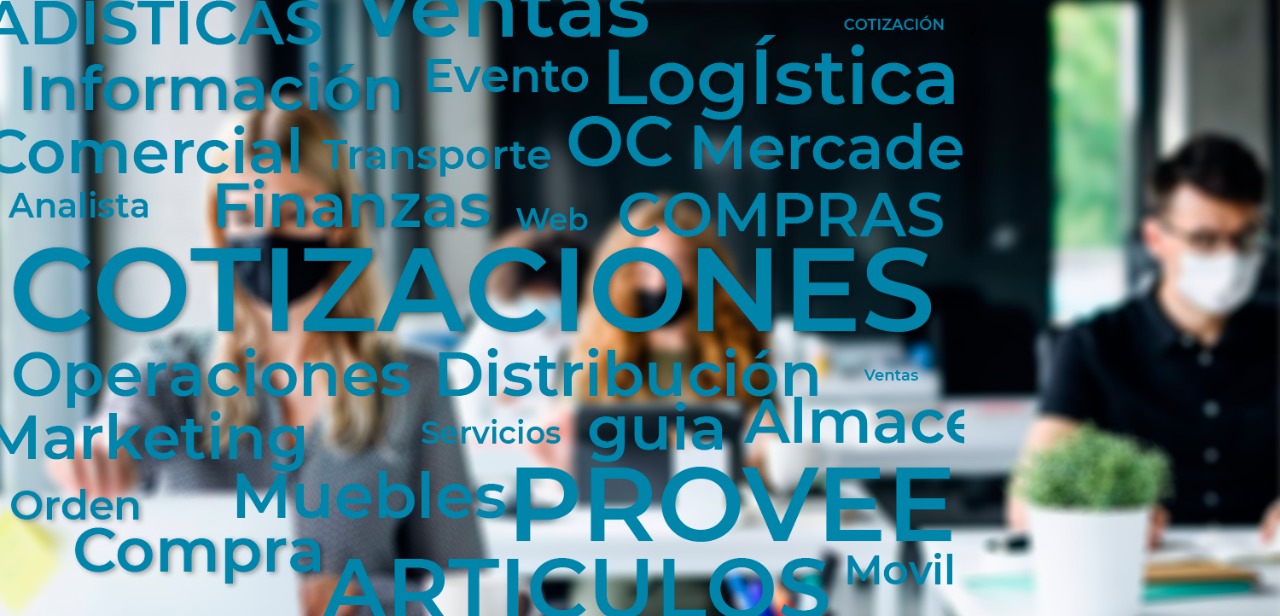 ADISTICAS Ventas COTIZACIÓN
Información Evento LogÍstica
Comercial Transporte OC Mercade
Analista Finanzas Web COMPRAS
COTIZACIONES
Operaciones Distribución Ventas
Marketing Servicios guia Almace
Orden Muebles PROVEE
Compra ARTICULOS Movil